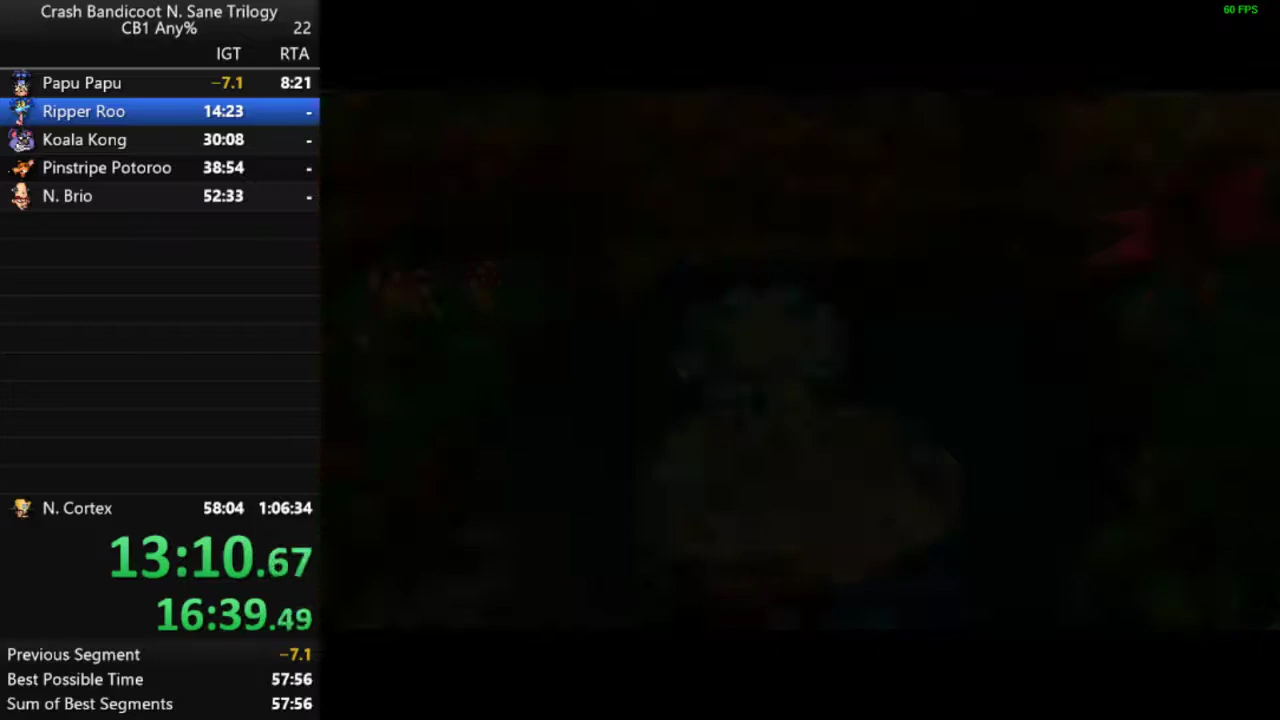 60 FPS
Crash Bandicoot N. Sane Trilogy
CB1 Any% 22
IGT RTA
Papu Papu −7.1 8:21
Ripper Roo 14:23 -
Koala Kong 30:08 -
Pinstripe Potoroo 38:54 -
N. Brio 52:33 -
N. Cortex 58:04 1:06:34
13:10.67
16:39.49
Previous Segment −7.1
Best Possible Time 57:56
Sum of Best Segments 57:56